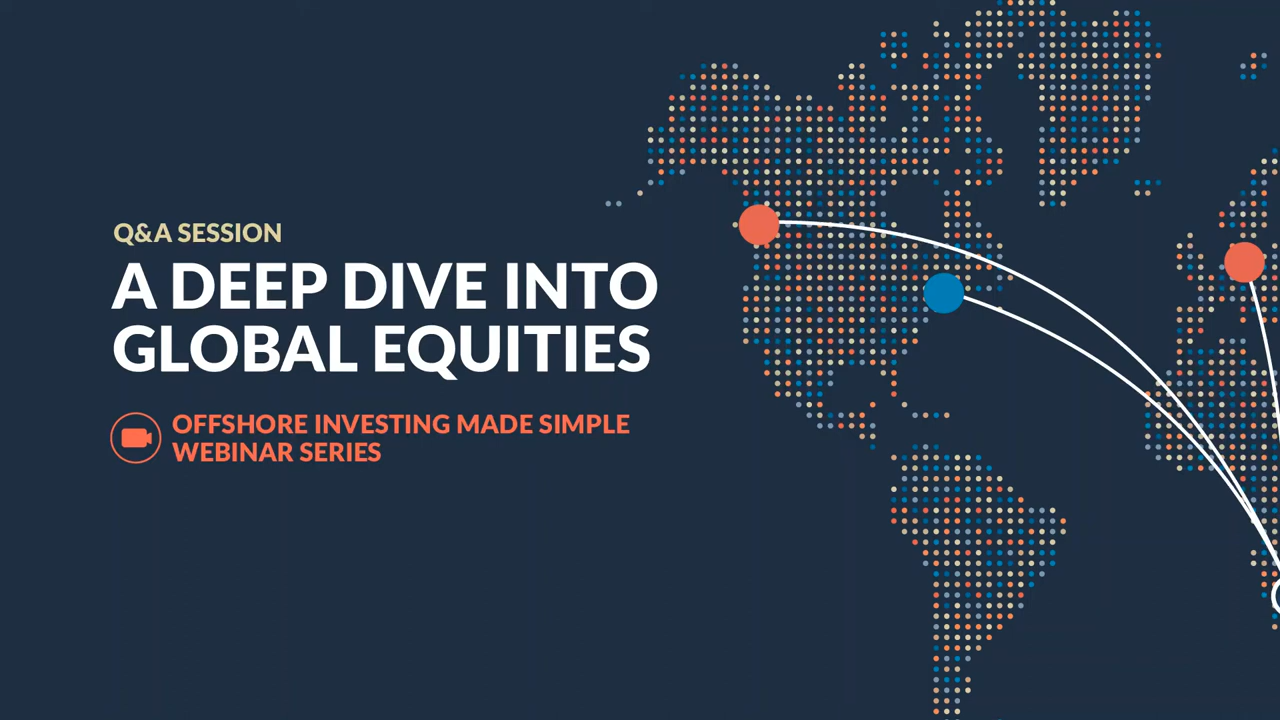 Q&A SESSION
A DEEP DIVE INTO
GLOBAL EQUITIES
OFFSHORE INVESTING MADE SIMPLE
WEBINAR SERIES